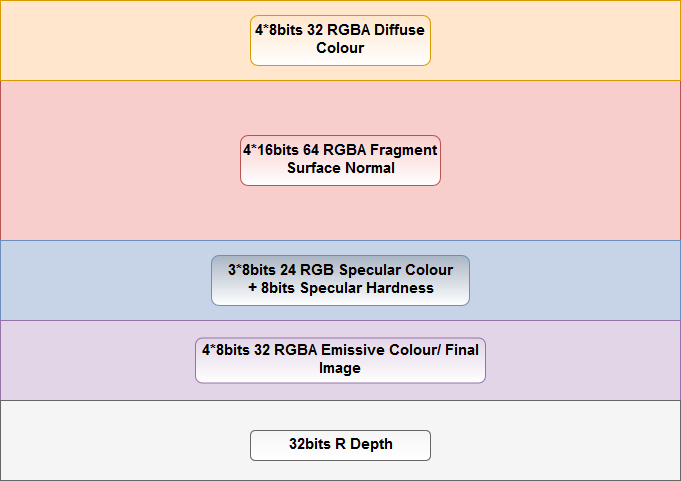 4*8bits 32 RGBA Diffuse
Colour
4*16bits 64 RGBA Fragment
Surface Normal
3*8bits 24 RGB Specular Colour
+ 8bits Specular Hardness
4*8bits 32 RGBA Emissive Colour/ Final
Image
32bits R Depth